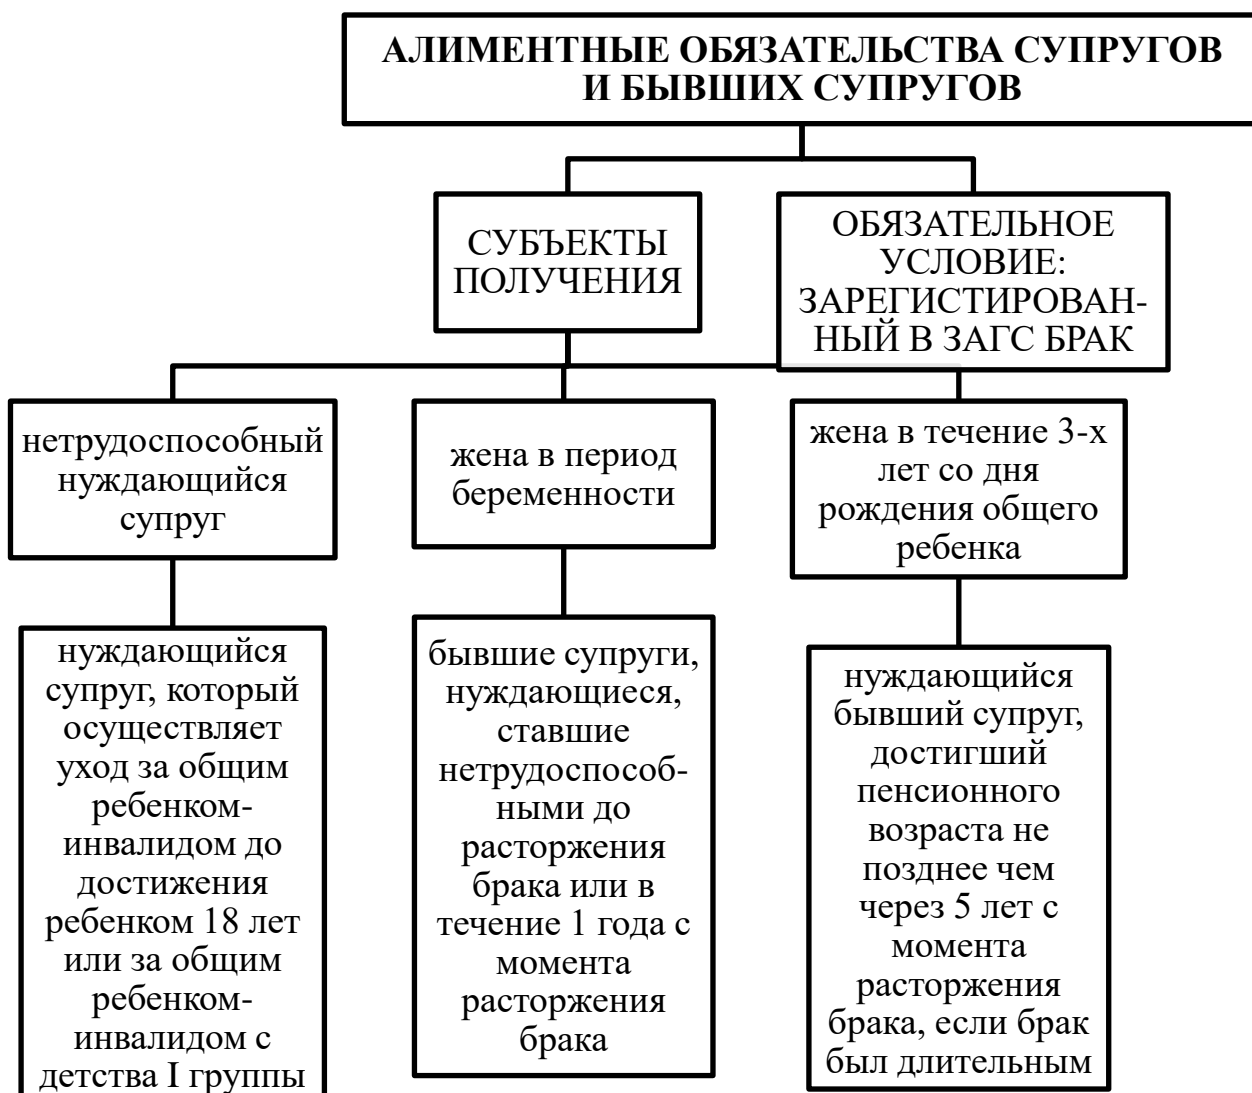 АЛИМЕНТНЫЕ ОБЯЗАТЕЛЬСТВА СУПРУГОВ
И БЫВШИХ СУПРУГОВ
СУБЪЕКТЫ
ПОЛУЧЕНИЯ
ОБЯЗАТЕЛЬНОЕ
УСЛОВИЕ:
ЗАРЕГИСТИРОВАН-
НЫЙ В ЗАГС БРАК
нетрудоспособный
нуждающийся
супруг
жена в период
беременности
жена в течение 3-х
лет со дня
рождения общего
ребенка
нуждающийся
супруг, который
осуществляет
уход за общим
ребенком-
инвалидом до
достижения
ребенком 18 лет
или за общим
ребенком-
инвалидом с
детства I группы
бывшие супруги,
нуждающиеся,
ставшие
нетрудоспособ-
ными до
расторжения
брака или в
течение 1 года с
момента
расторжения
брака
нуждающийся
бывший супруг,
достигший
пенсионного
возраста не
позднее чем
через 5 лет с
момента
расторжения
брака, если брак
был длительным